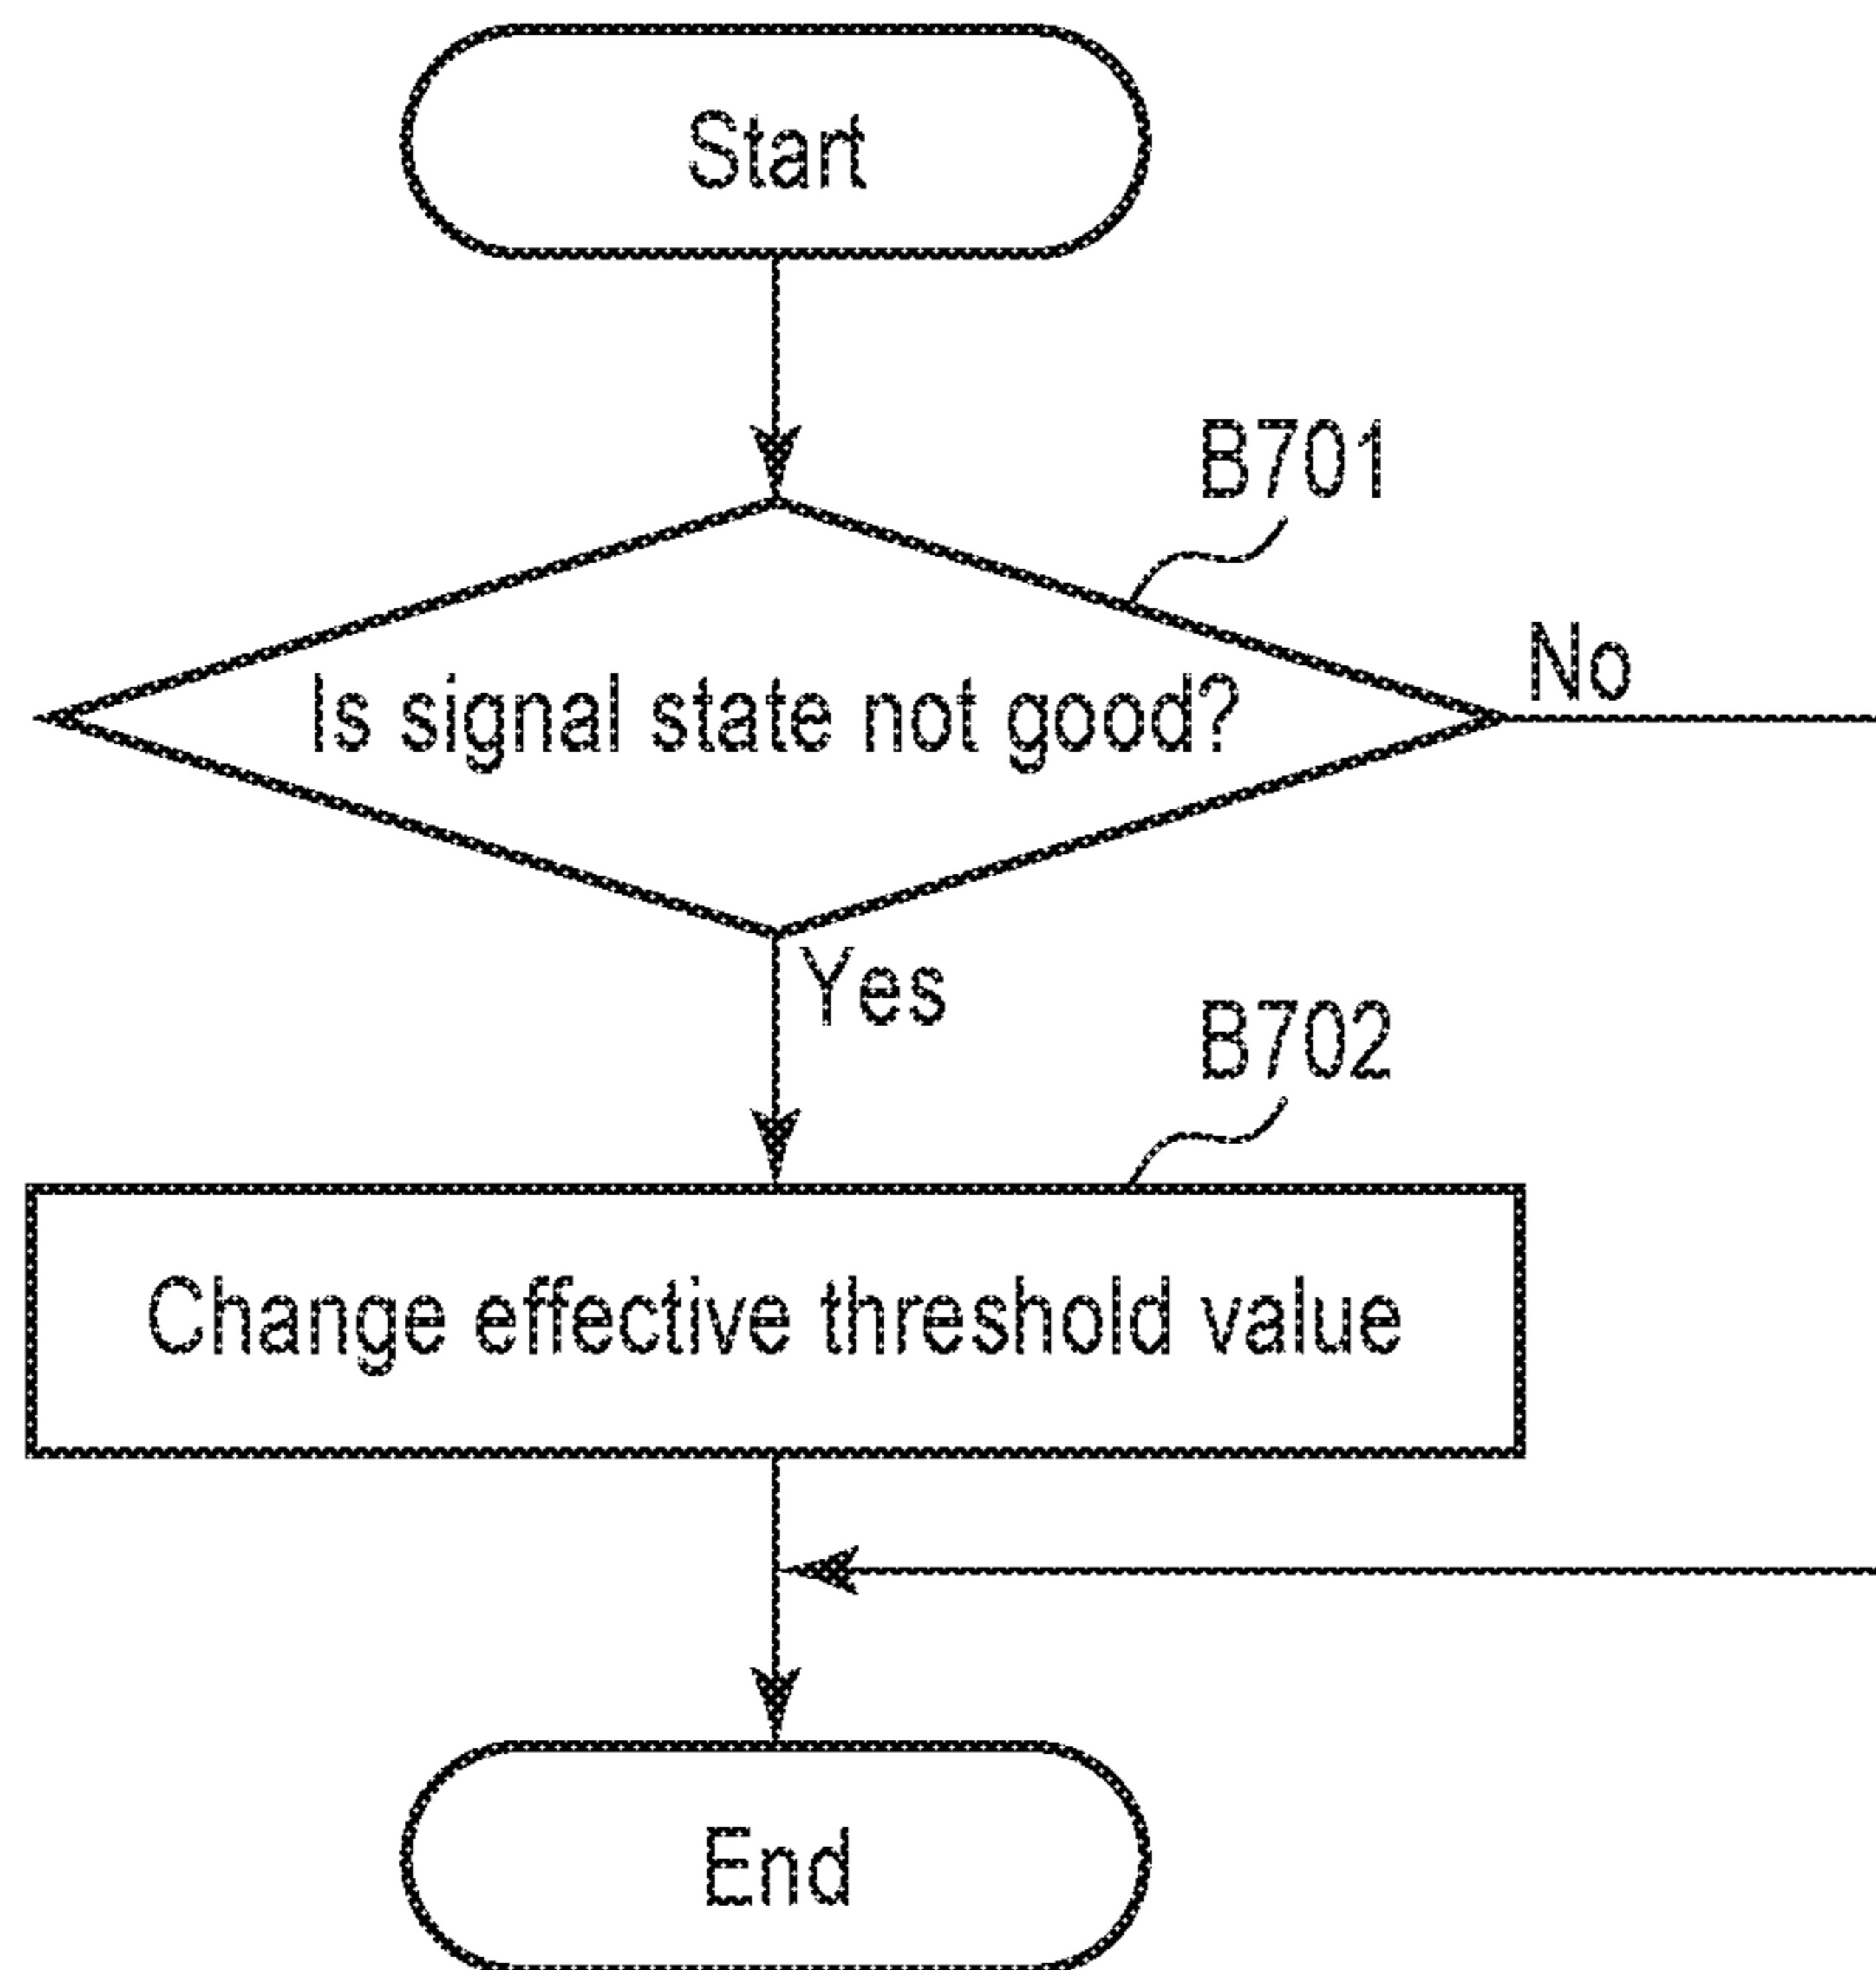 Start
B701
Is signal state not good?
No
Yes
B702
Change effective threshold value
End